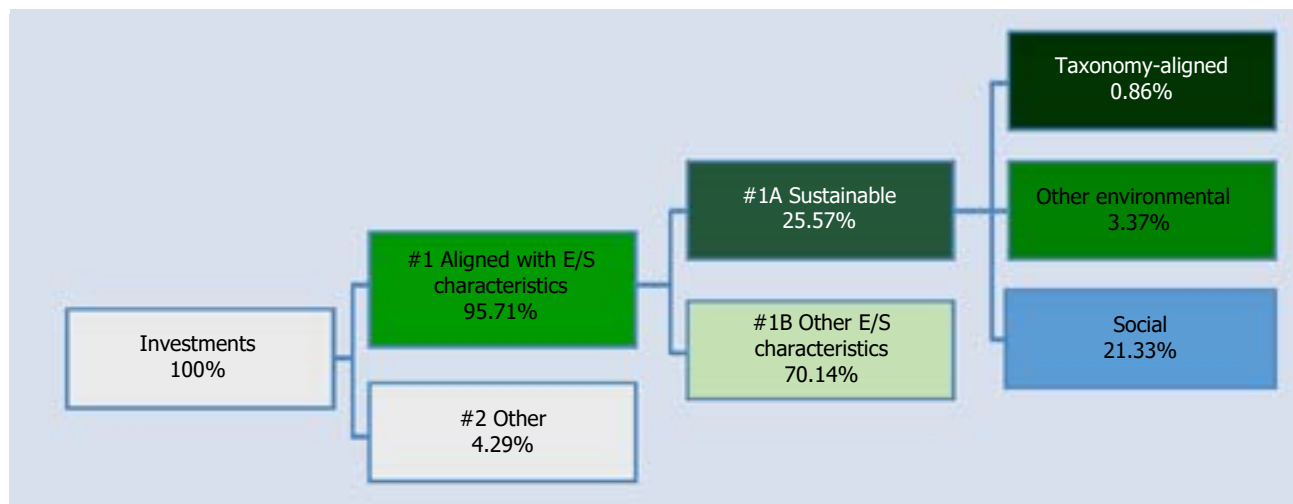 Investments
100%
#1 Aligned with E/S
characteristics
95.71%
#2 Other
4.29%
#1A Sustainable
25.57%
#1B Other E/S
characteristics
70.14%
Taxonomy-aligned
0.86%
Other environmental
3.37%
Social
21.33%